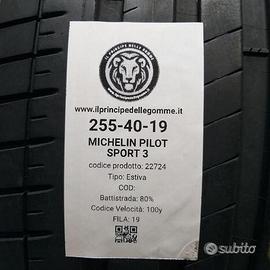 IL PRINCIPE DELLE GOMME
www.ilprincipedellegomme.it
255-40-19
MICHELIN PILOT
SPORT 3
codice prodotto: 22724
Tipo: Estiva
COD:
Battistrada: 80%
Codice Velocità: 100y
FILA: 19
subito